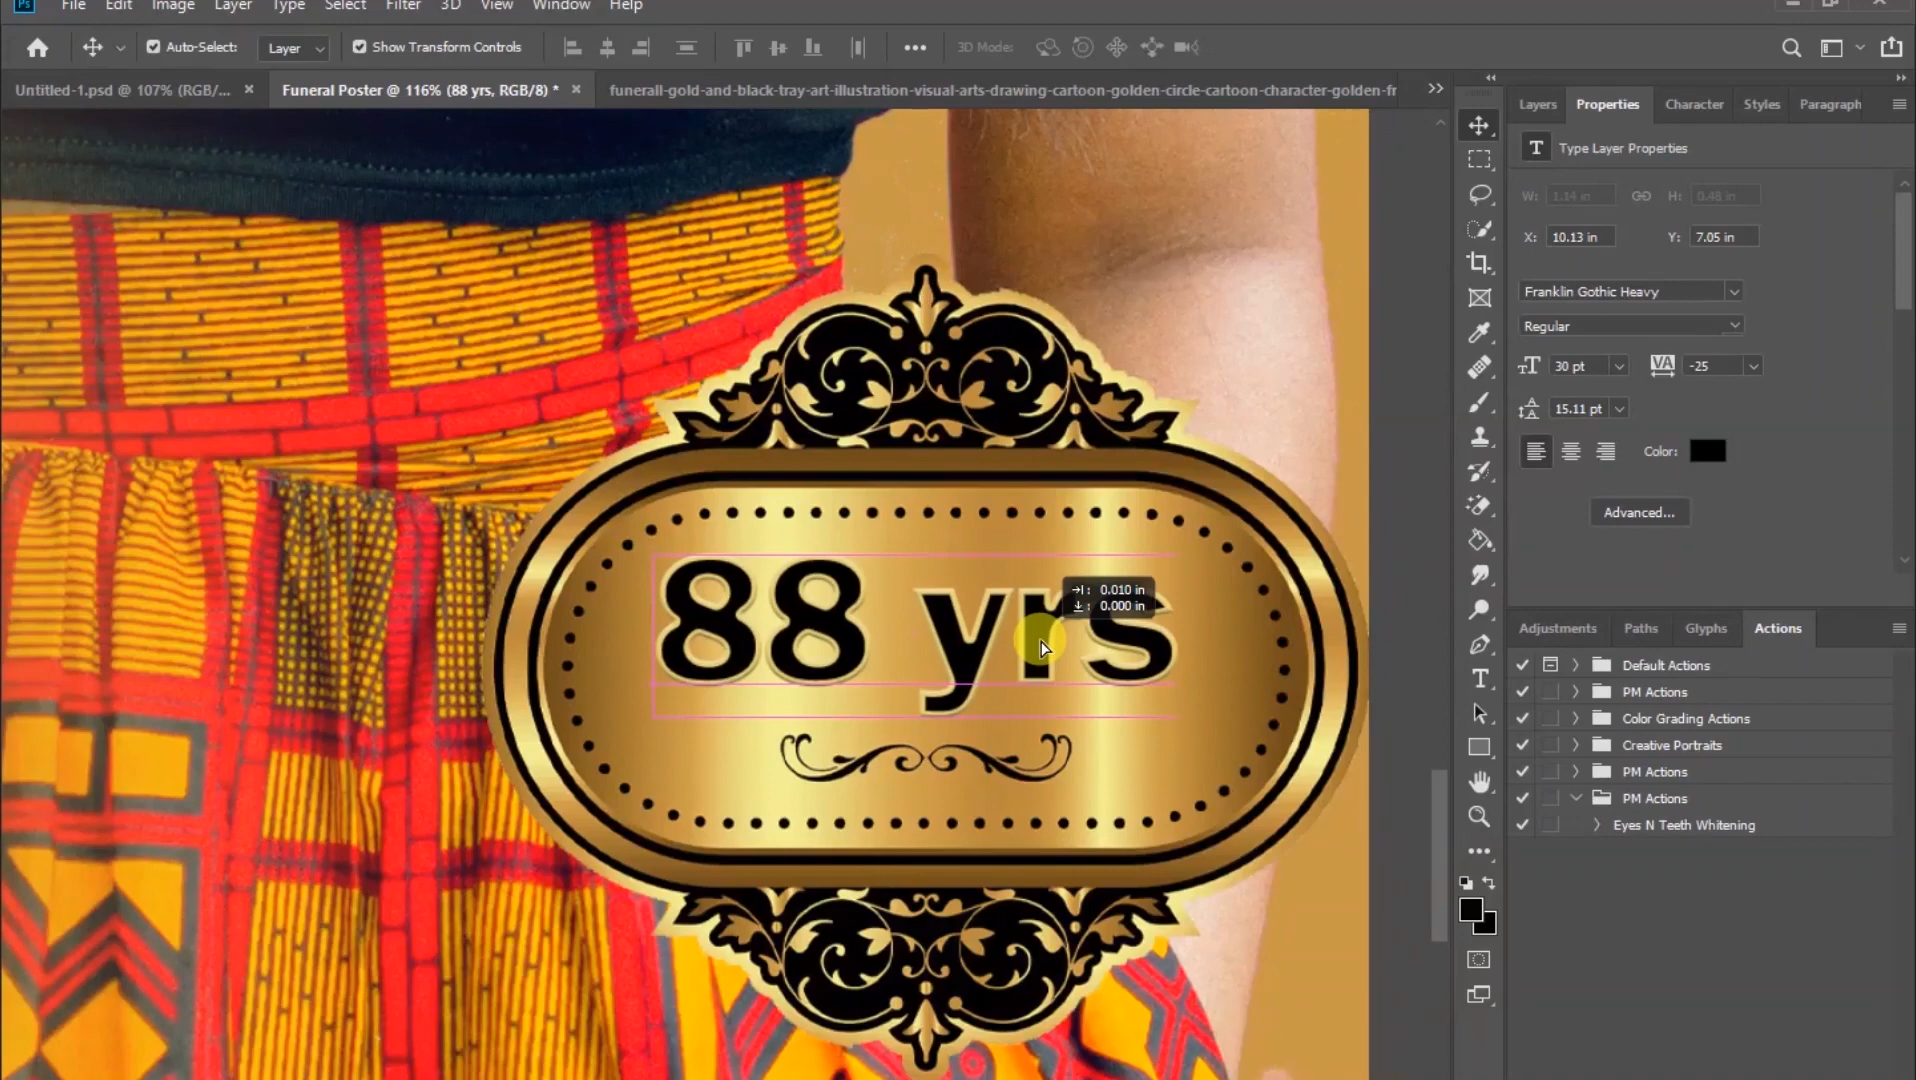 Ps File Edit Image Layer Type Select Filter 3D View Window Help
Auto-Select: Layer Show Transform Controls 3D Mode:
Untitled-1.psd @ 107% (RGB/... × Funeral Poster @ 116% (88 yrs, RGB/8) * × funerall-gold-and-black-tray-art-illustration-visual-arts-drawing-cartoon-golden-circle-cartoon-character-golden-fr
Layers Properties Character Styles Paragraph
T Type Layer Properties
W: 1.14 in H: 0.48 in
X: 10.13 in Y: 7.05 in
Franklin Gothic Heavy
Regular
30 pt VA -25
15.11 pt
Color:
Advanced...
88 yrs
0.010 in
0.000 in
Adjustments Paths Glyphs Actions
Default Actions
PM Actions
Color Grading Actions
Creative Portraits
PM Actions
PM Actions
Eyes N Teeth Whitening